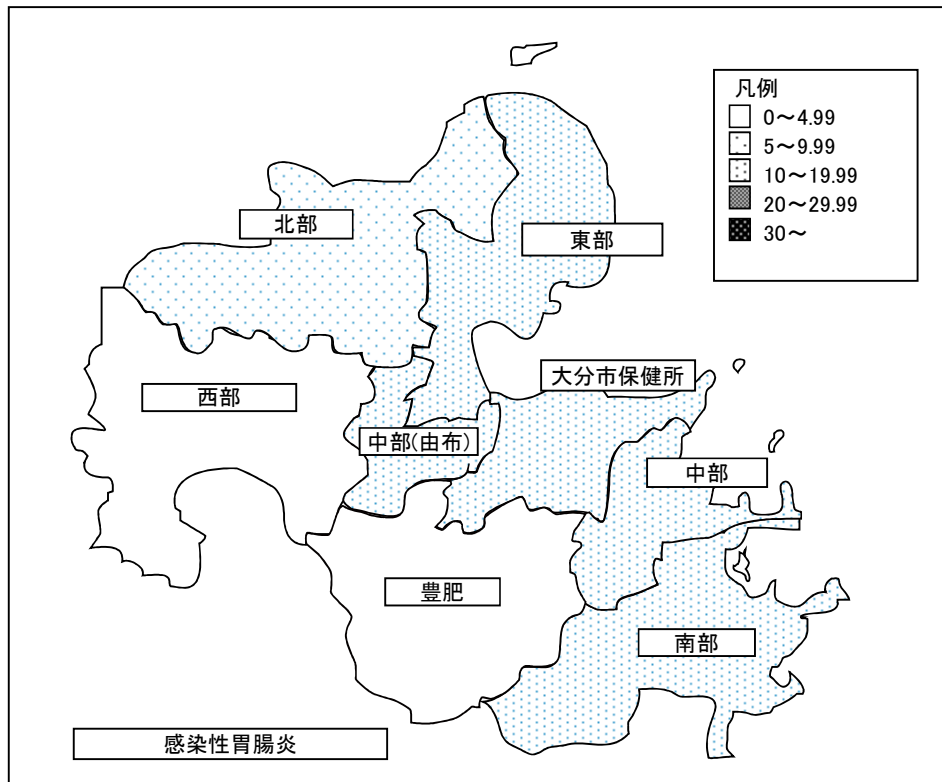 凡例
0～4.99
5～9.99
10～19.99
20～29.99
30～
北部
東部
大分市保健所
西部
中部(由布)
中部
豊肥
南部
感染性胃腸炎